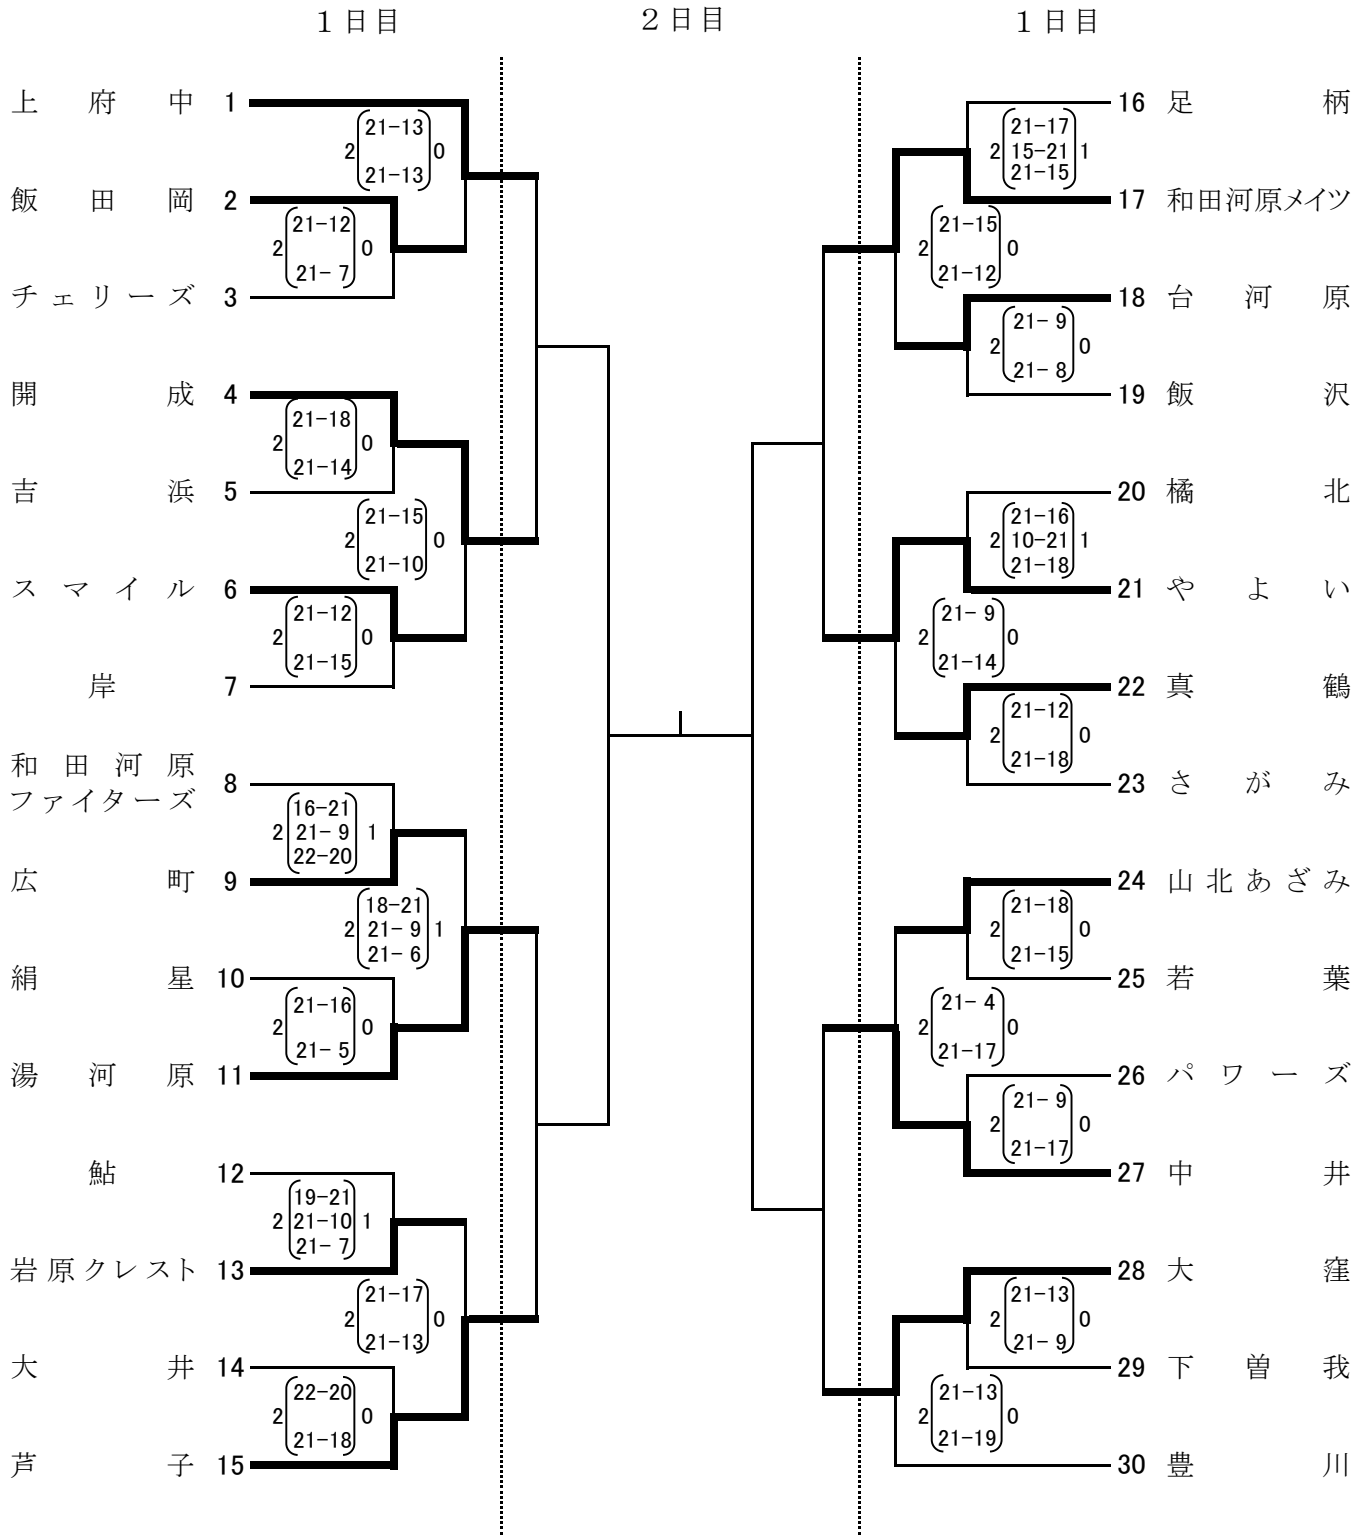 １日目
２日目
１日目
上府中 1
2 21-13 0
21-13
飯田岡 2
2 21-12 0
21- 7
チェリーズ 3
開成 4
2 21-18 0
21-14
吉浜 5
2 21-15 0
21-10
スマイル 6
2 21-12 0
21-15
岸 7
和田河原
ファイターズ 8
16-21
2 21- 9 1
22-20
広町 9
18-21
2 21- 9 1
21- 6
絹星 10
2 21-16 0
21- 5
湯河原 11
鮎 12
19-21
2 21-10 1
21- 7
岩原クレスト 13
2 21-17 0
21-13
大井 14
2 22-20 0
21-18
芦子 15
16 足柄
21-17
2 15-21 1
21-15
17 和田河原メイツ
2 21-15 0
21-12
18 台河原
2 21- 9 0
21- 8
19 飯沢
20 橘北
21-16
2 10-21 1
21-18
21 やよい
2 21- 9 0
21-14
22 真鶴
2 21-12 0
21-18
23 さがみ
24 山北あざみ
2 21-18 0
21-15
25 若葉
2 21- 4 0
21-17
26 パワーズ
2 21- 9 0
21-17
27 中井
28 大窪
2 21-13 0
21- 9
29 下曽我
2 21-13 0
21-19
30 豊川